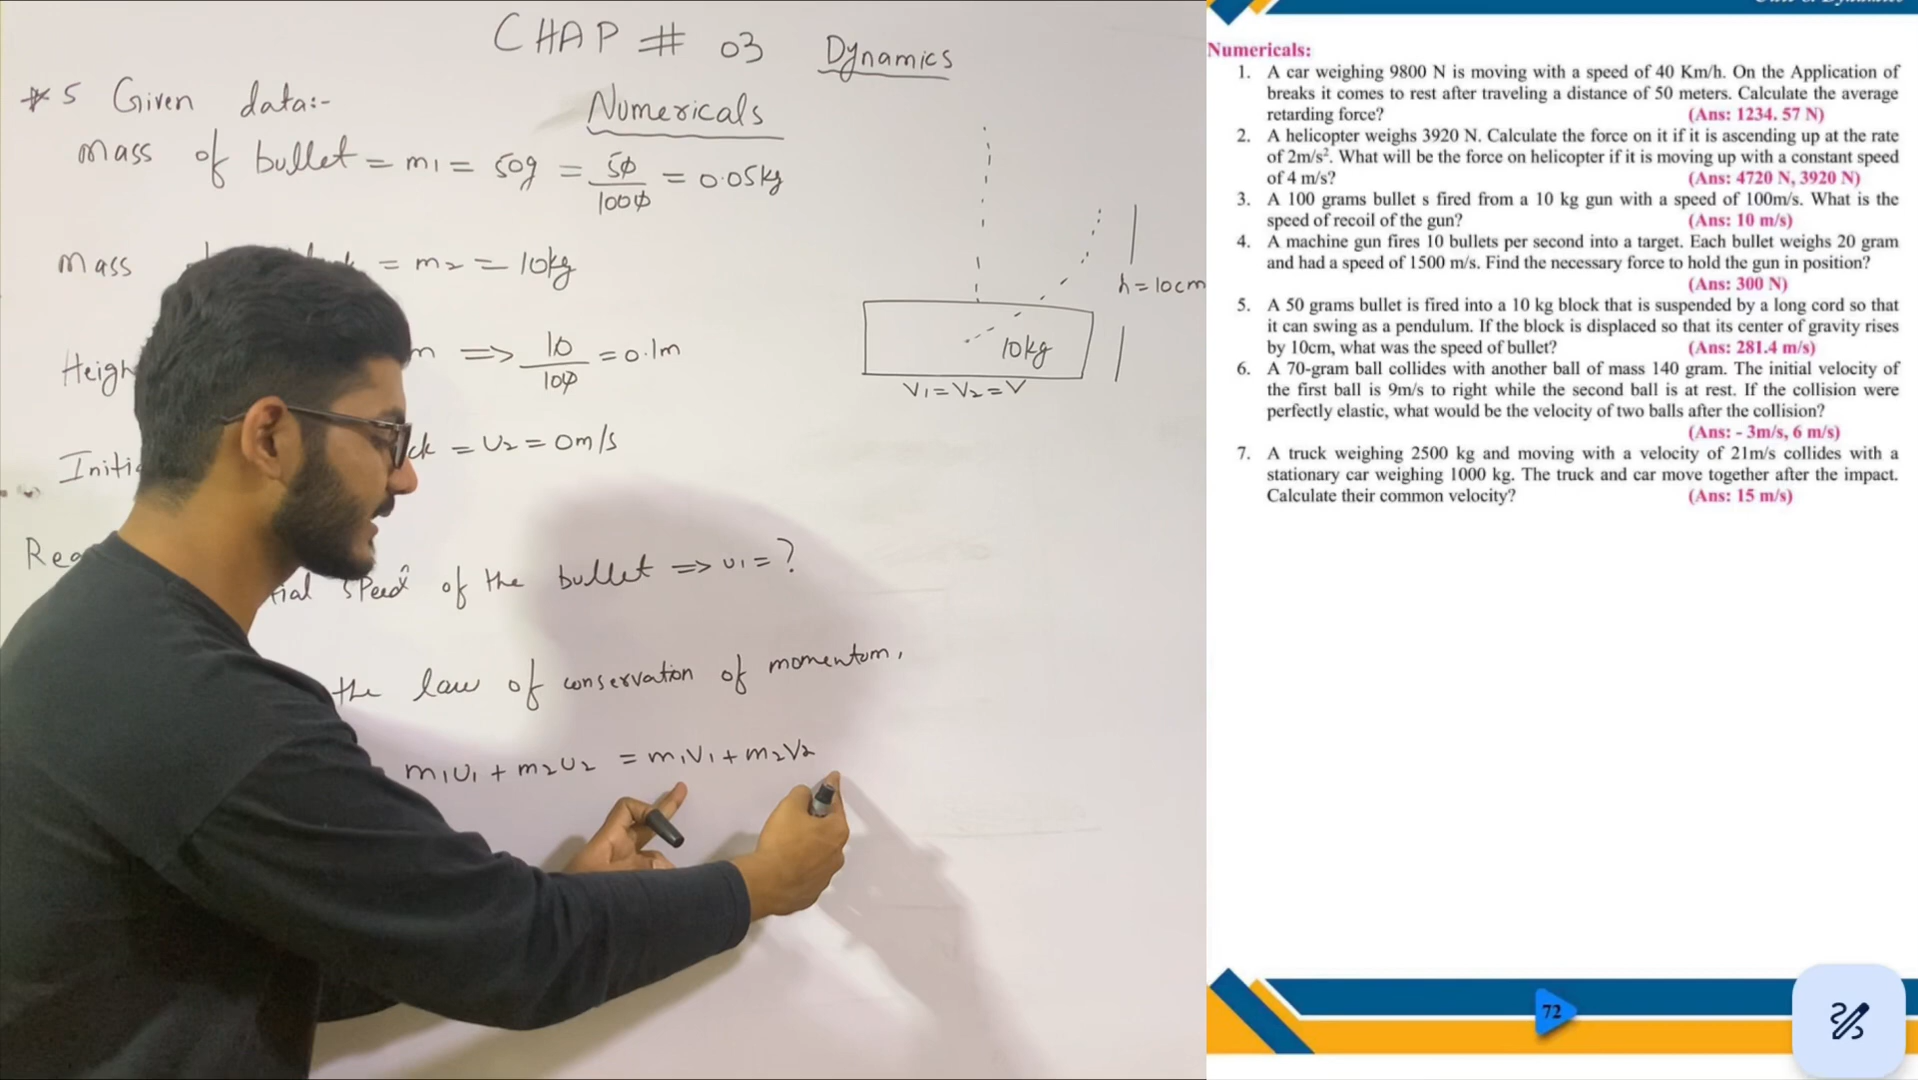 CHAP # 03 Dynamics
Numericals
* 5 Given data:-
Mass of bullet = m1 = 50g = 50/1000 = 0.05kg
Mass = m2 = 10kg
m => 10/100 = 0.1m
ck = U2 = 0m/s
speed of the bullet => U1 = ?
the law of conservation of momentum,
m1U1 + m2U2 = m1V1 + m2V2
h = 10cm
10kg
V1 = V2 = V
Numericals:
1. A car weighing 9800 N is moving with a speed of 40 Km/h. On the Application of
breaks it comes to rest after traveling a distance of 50 meters. Calculate the average
retarding force? (Ans: 1234. 57 N)
2. A helicopter weighs 3920 N. Calculate the force on it if it is ascending up at the rate
of 2m/s². What will be the force on helicopter if it is moving up with a constant speed
of 4 m/s? (Ans: 4720 N, 3920 N)
3. A 100 grams bullet s fired from a 10 kg gun with a speed of 100m/s. What is the
speed of recoil of the gun? (Ans: 10 m/s)
4. A machine gun fires 10 bullets per second into a target. Each bullet weighs 20 gram
and had a speed of 1500 m/s. Find the necessary force to hold the gun in position?
(Ans: 300 N)
5. A 50 grams bullet is fired into a 10 kg block that is suspended by a long cord so that
it can swing as a pendulum. If the block is displaced so that its center of gravity rises
by 10cm, what was the speed of bullet? (Ans: 281.4 m/s)
6. A 70-gram ball collides with another ball of mass 140 gram. The initial velocity of
the first ball is 9m/s to right while the second ball is at rest. If the collision were
perfectly elastic, what would be the velocity of two balls after the collision?
(Ans: - 3m/s, 6 m/s)
7. A truck weighing 2500 kg and moving with a velocity of 21m/s collides with a
stationary car weighing 1000 kg. The truck and car move together after the impact.
Calculate their common velocity? (Ans: 15 m/s)
72